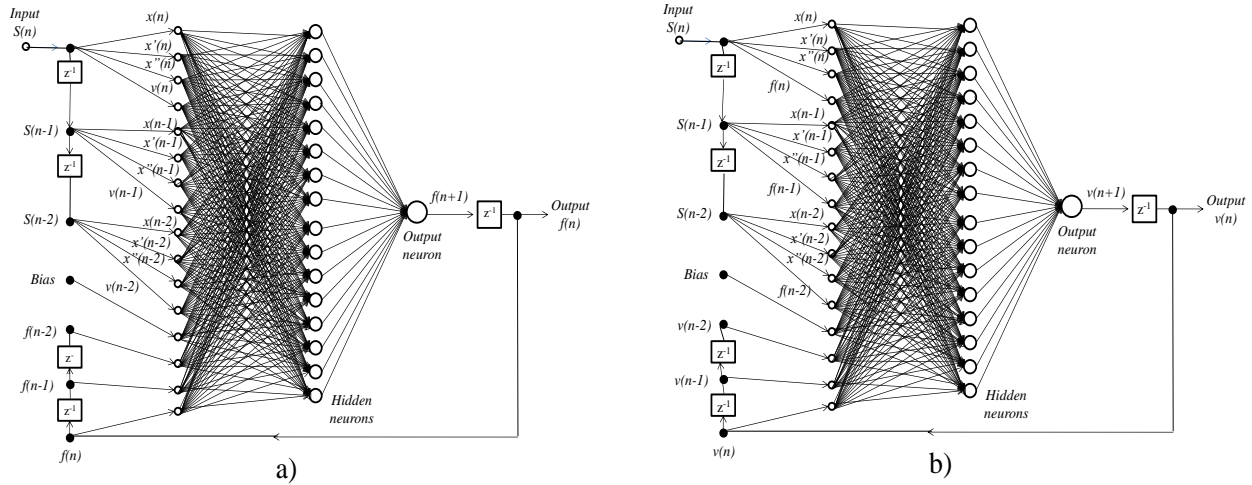 Input
S(n)
x(n)
x'(n)
x''(n)
v(n)
z-1
S(n-1)
x(n-1)
x'(n-1)
x''(n-1)
v(n-1)
z-1
S(n-2)
x(n-2)
x'(n-2)
x''(n-2)
v(n-2)
Bias
f(n-2)
z-
f(n-1)
z-1
f(n)
Hidden
neurons
Output
neuron
f(n+1)
z-1
Output
f(n)
a)
Input
S(n)
x(n)
x'(n)
x''(n)
f(n)
z-1
S(n-1)
x(n-1)
x'(n-1)
x''(n-1)
f(n-1)
z-1
S(n-2)
x(n-2)
x'(n-2)
x''(n-2)
f(n-2)
Bias
v(n-2)
z-1
v(n-1)
z-1
v(n)
Hidden
neurons
Output
neuron
v(n+1)
z-1
Output
v(n)
b)